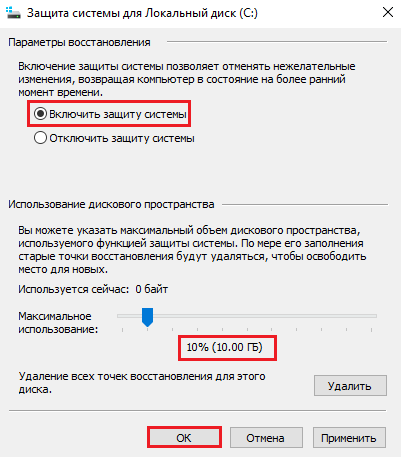 Защита системы для Локальный диск (C:)
Параметры восстановления
Включение защиты системы позволяет отменять нежелательные
изменения, возвращая компьютер в состояние на более ранний
момент времени.
Включить защиту системы
Отключить защиту системы
Использование дискового пространства
Вы можете указать максимальный объем дискового пространства,
используемого функцией защиты системы. По мере его заполнения
старые точки восстановления будут удаляться, чтобы освободить
место для новых.
Используется сейчас: 0 байт
Максимальное
использование:
10% (10.00 ГБ)
Удаление всех точек восстановления для этого
диска.
Удалить
ОК
Отмена
Применить